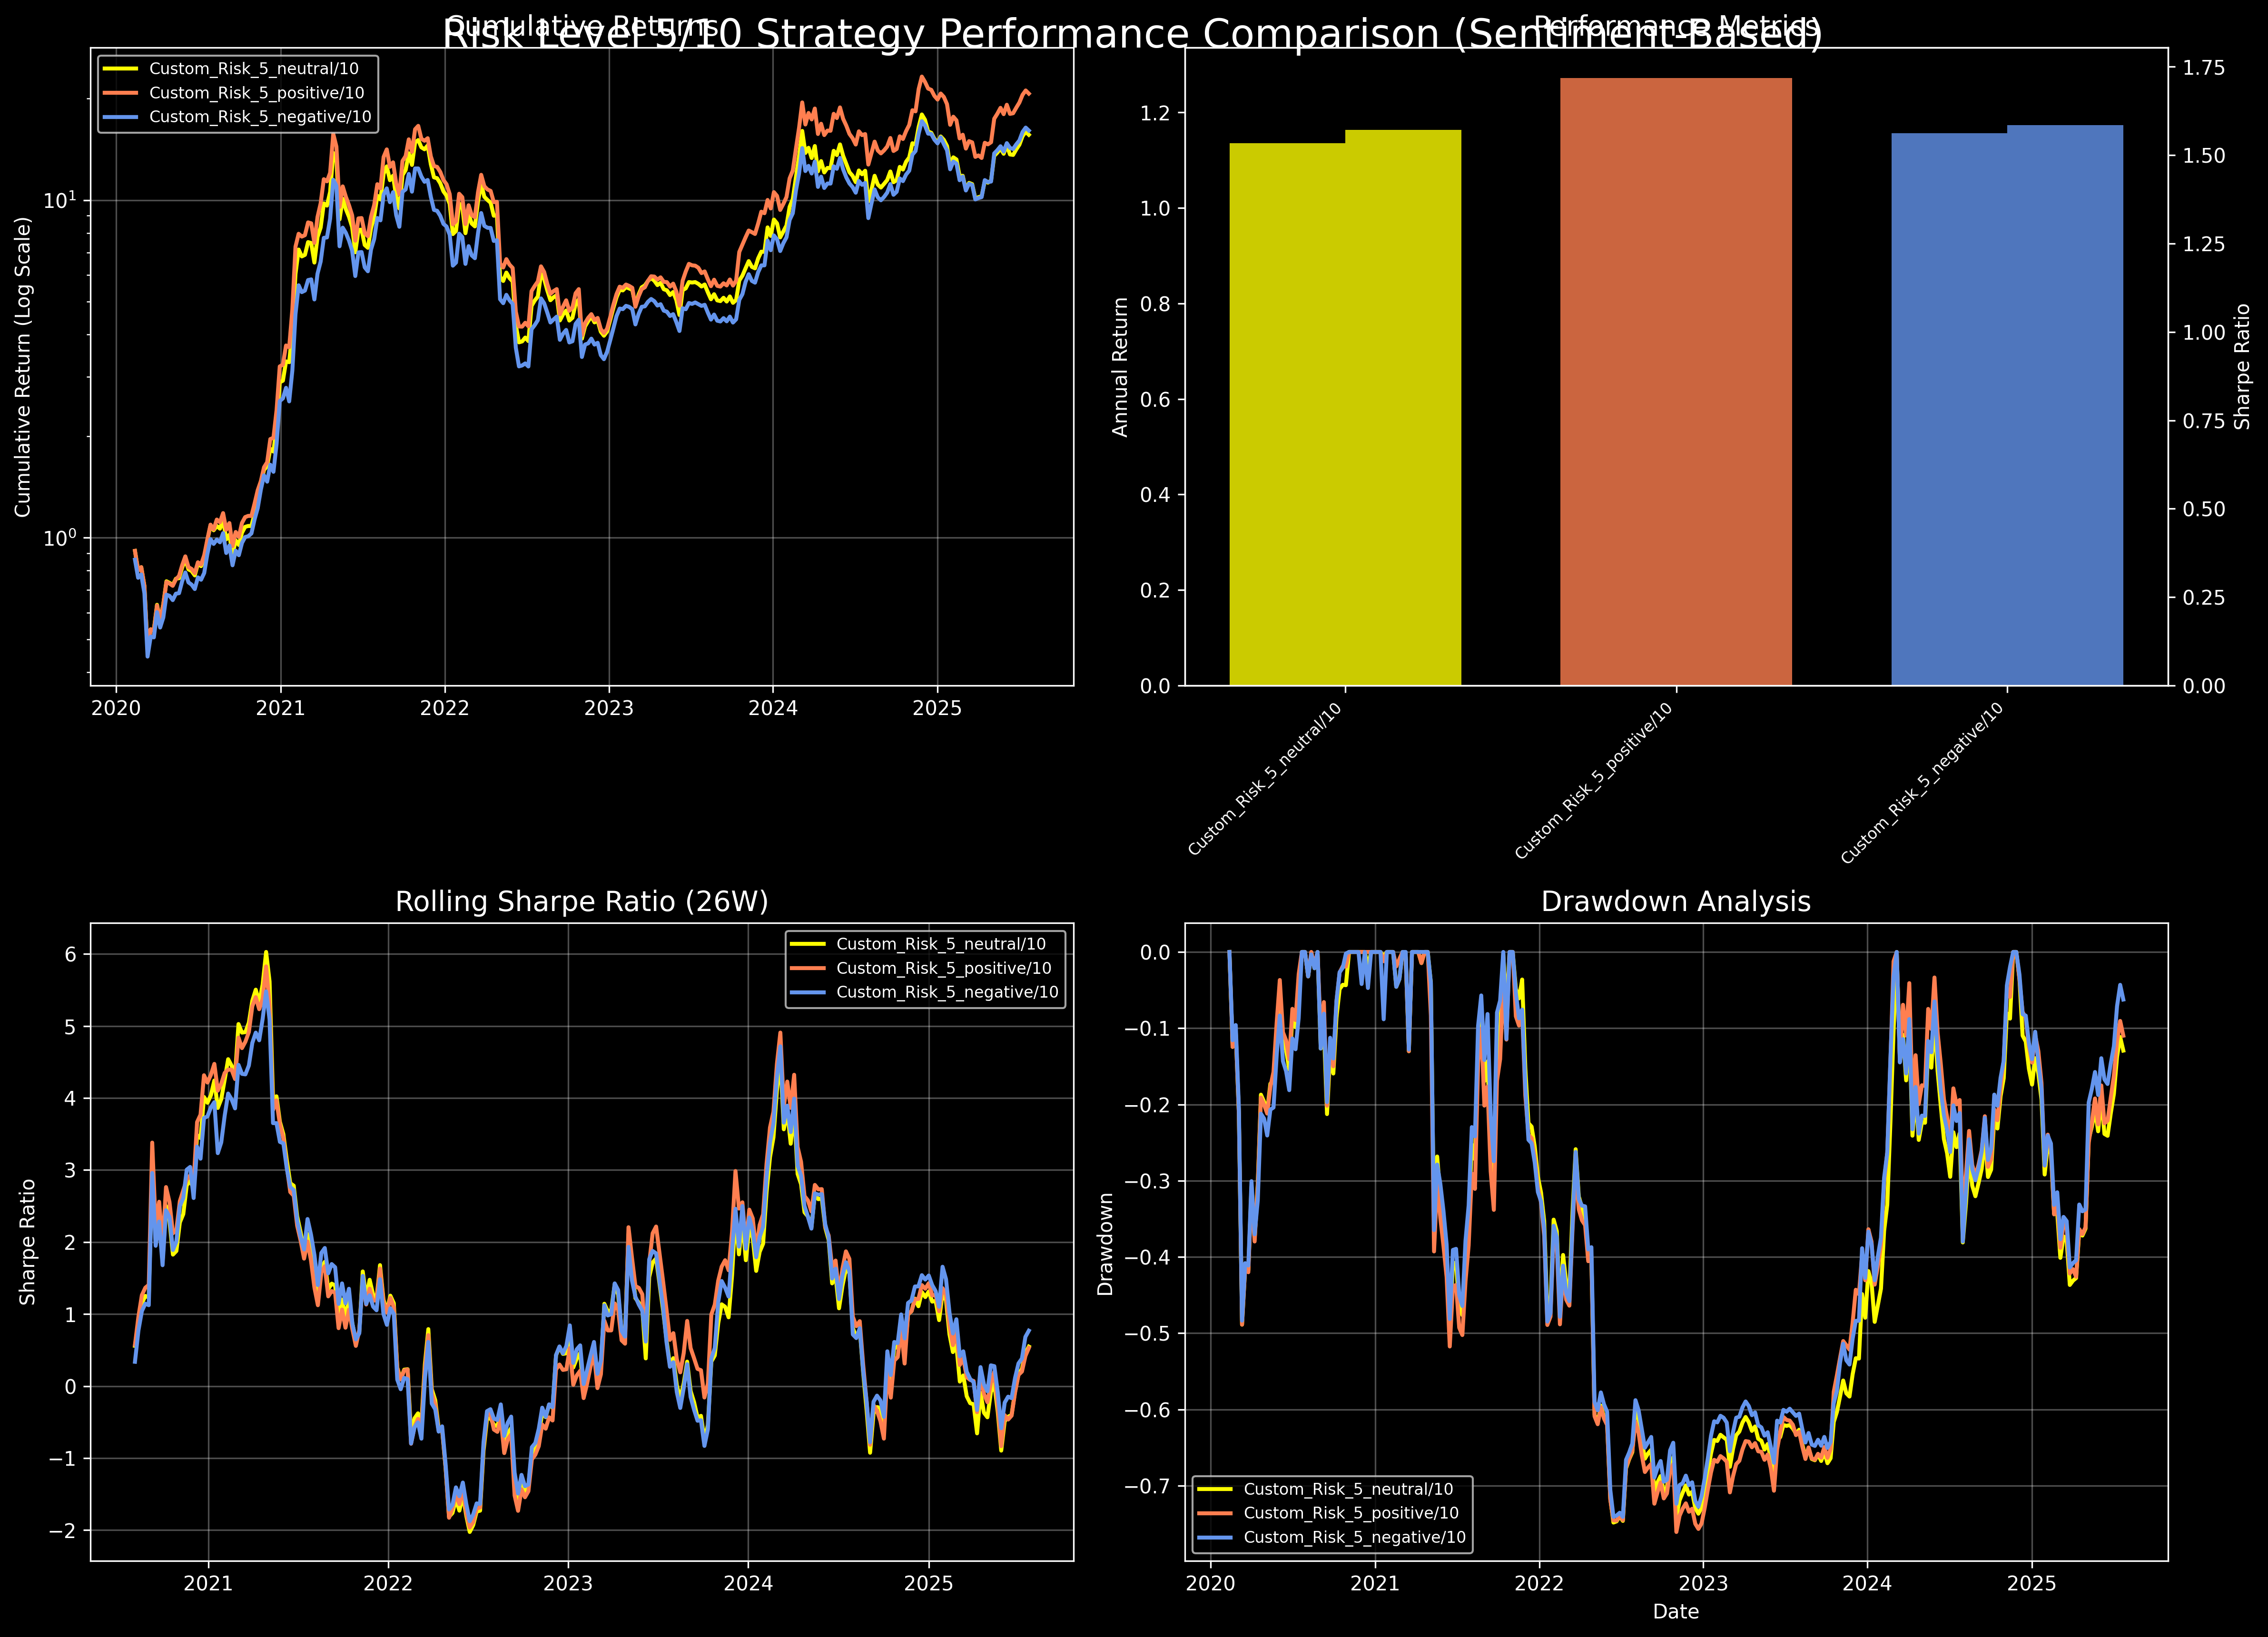 Risk Level 5/10 Strategy Performance Comparison (Sentiment-Based)
Cumulative Returns
Custom_Risk_5_neutral/10
Custom_Risk_5_positive/10
Custom_Risk_5_negative/10
Cumulative Return (Log Scale)
10¹
10⁰
2020 2021 2022 2023 2024 2025
Performance Metrics
Annual Return
1.2
1.0
0.8
0.6
0.4
0.2
0.0
Sharpe Ratio
1.75
1.50
1.25
1.00
0.75
0.50
0.25
0.00
Custom_Risk_5_neutral/10
Custom_Risk_5_positive/10
Custom_Risk_5_negative/10
Rolling Sharpe Ratio (26W)
Custom_Risk_5_neutral/10
Custom_Risk_5_positive/10
Custom_Risk_5_negative/10
Sharpe Ratio
6
5
4
3
2
1
0
−1
−2
2021 2022 2023 2024 2025
Drawdown Analysis
Drawdown
0.0
−0.1
−0.2
−0.3
−0.4
−0.5
−0.6
−0.7
Custom_Risk_5_neutral/10
Custom_Risk_5_positive/10
Custom_Risk_5_negative/10
2020 2021 2022 2023 2024 2025
Date